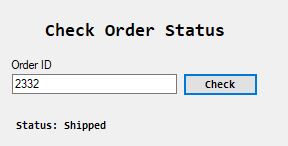 Check Order Status
Order ID
2332
Check
Status: Shipped